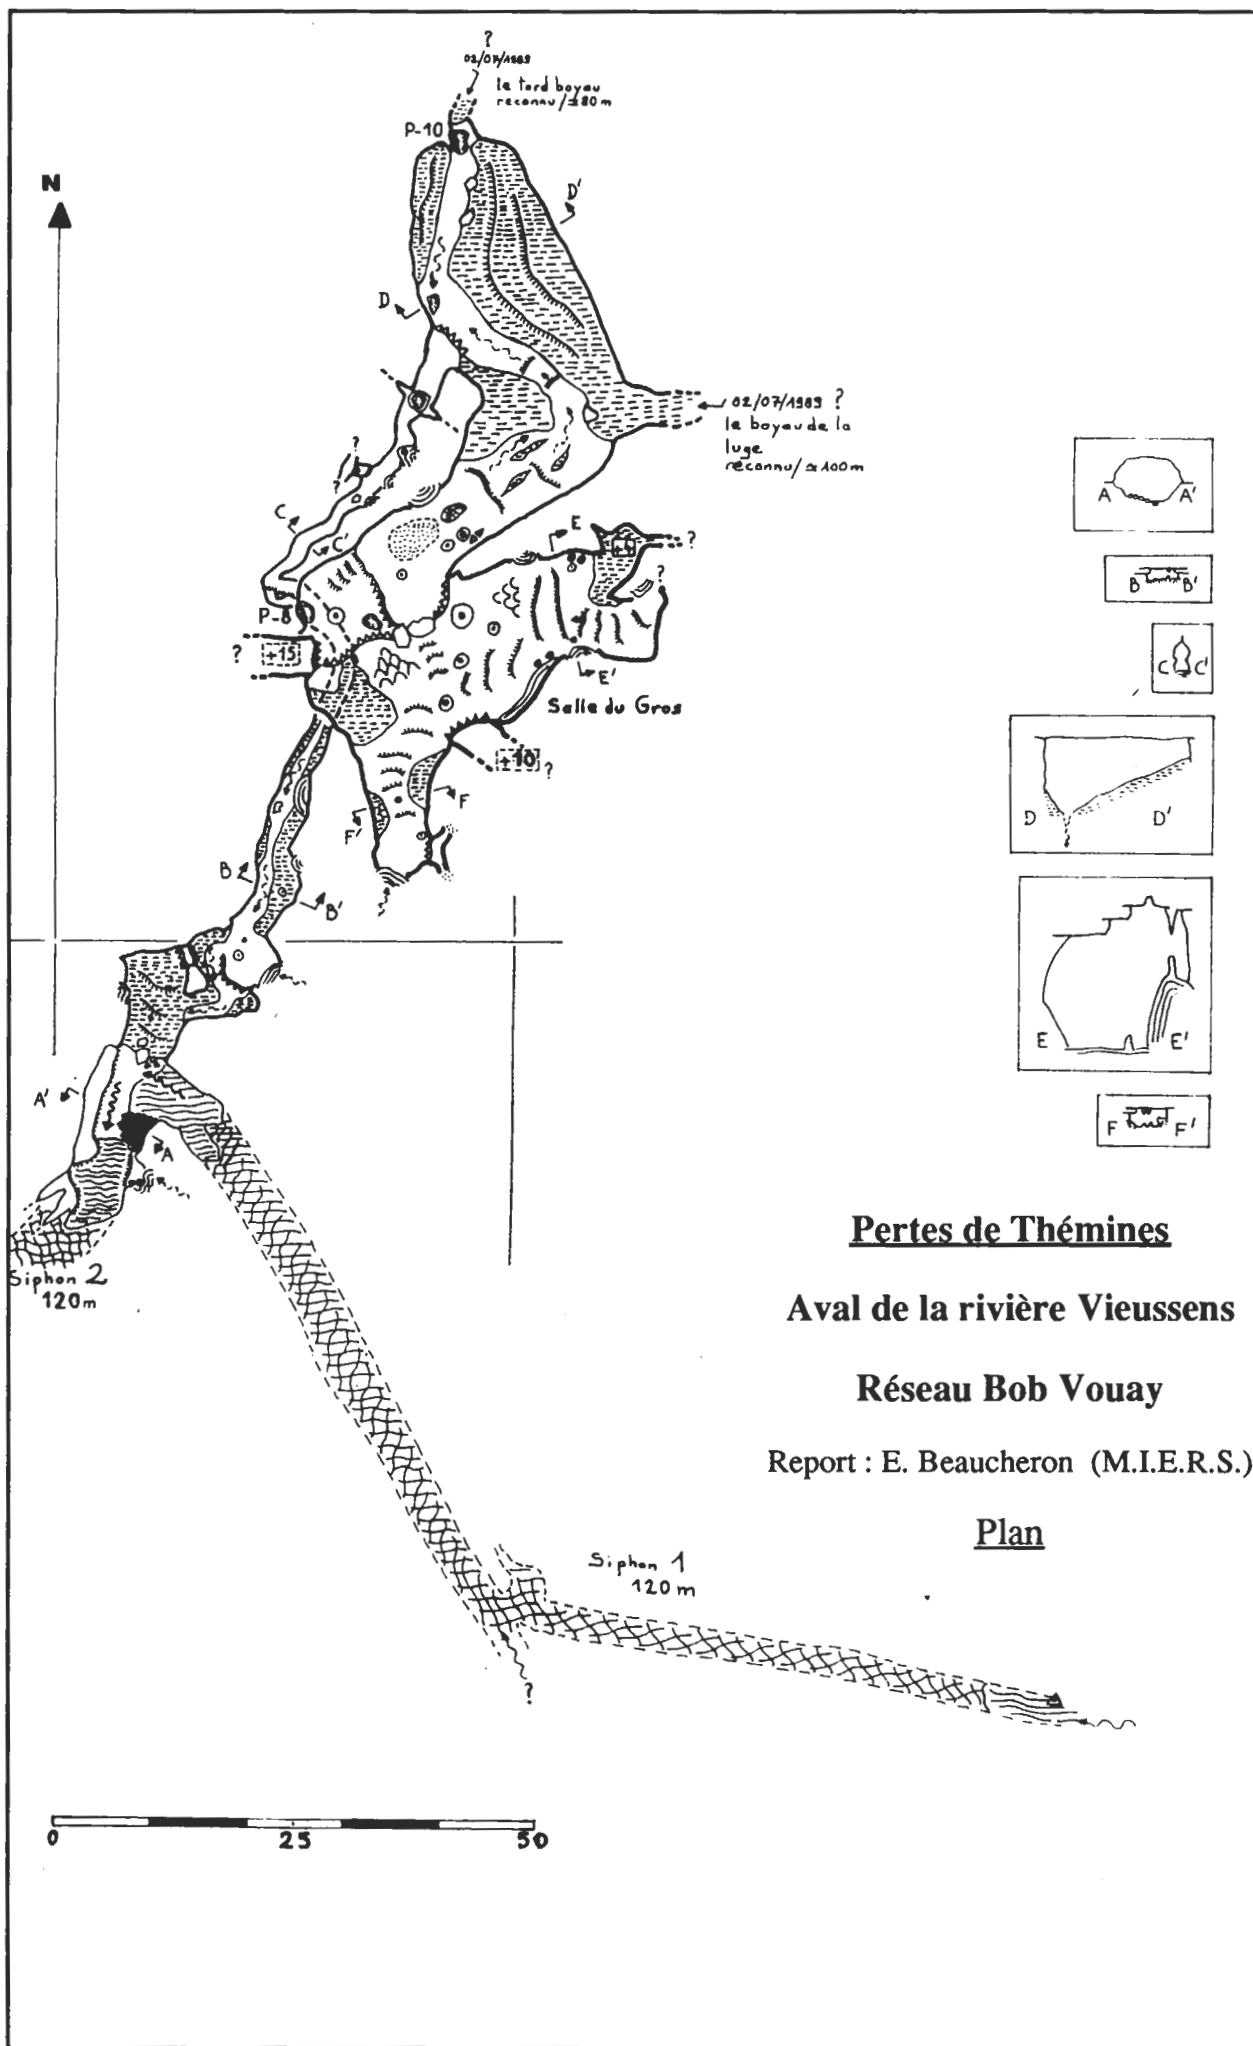 ?
02/07/1989
le tord boyau
reconnu/≃80m
P-10
N
D'
D
02/07/1989 ?
le boyau de la
luge
reconnu/≃100m
?
?
C
C'
E
?
?
P-8
? +15
E'
Salle du Gros
+10 ?
F
F'
B
B'
A'
A
Siphon 2
120m
Siphon 1
120m
?
0 25 50
A A'
B B'
C C'
D D'
E E'
F F'
Pertes de Thémines
Aval de la rivière Vieussens
Réseau Bob Vouay
Report : E. Beaucheron (M.I.E.R.S.)
Plan